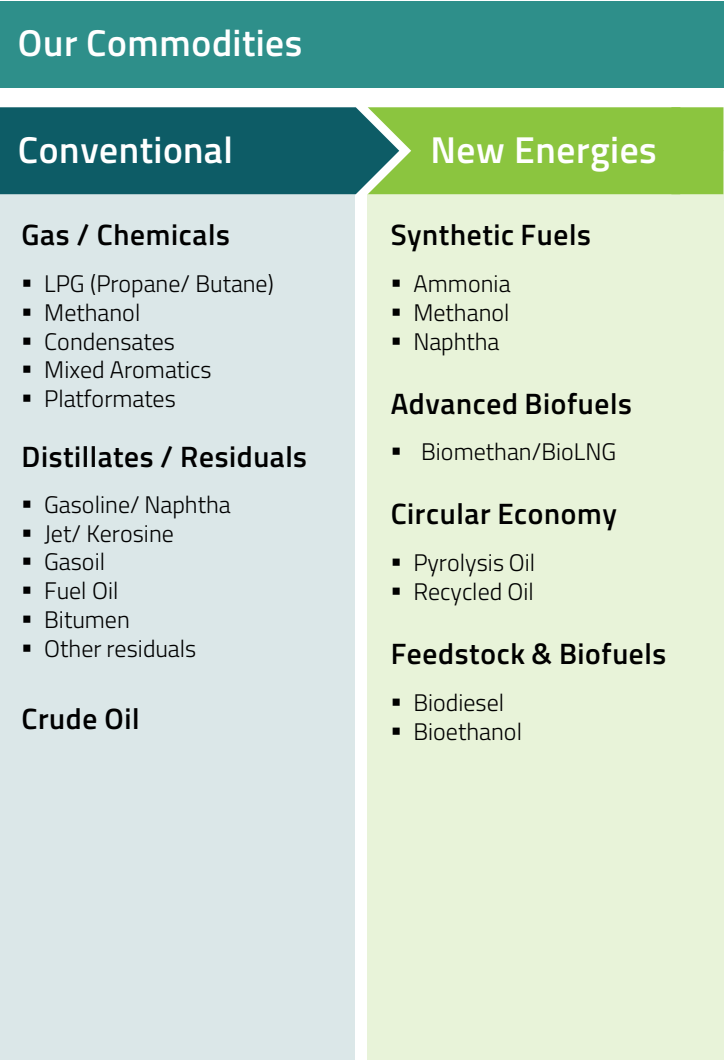 Our Commodities
Conventional
New Energies
Gas / Chemicals
▪ LPG (Propane/ Butane)
▪ Methanol
▪ Condensates
▪ Mixed Aromatics
▪ Platformates
Distillates / Residuals
▪ Gasoline/ Naphtha
▪ Jet/ Kerosine
▪ Gasoil
▪ Fuel Oil
▪ Bitumen
▪ Other residuals
Crude Oil
Synthetic Fuels
▪ Ammonia
▪ Methanol
▪ Naphtha
Advanced Biofuels
▪ Biomethan/BioLNG
Circular Economy
▪ Pyrolysis Oil
▪ Recycled Oil
Feedstock & Biofuels
▪ Biodiesel
▪ Bioethanol